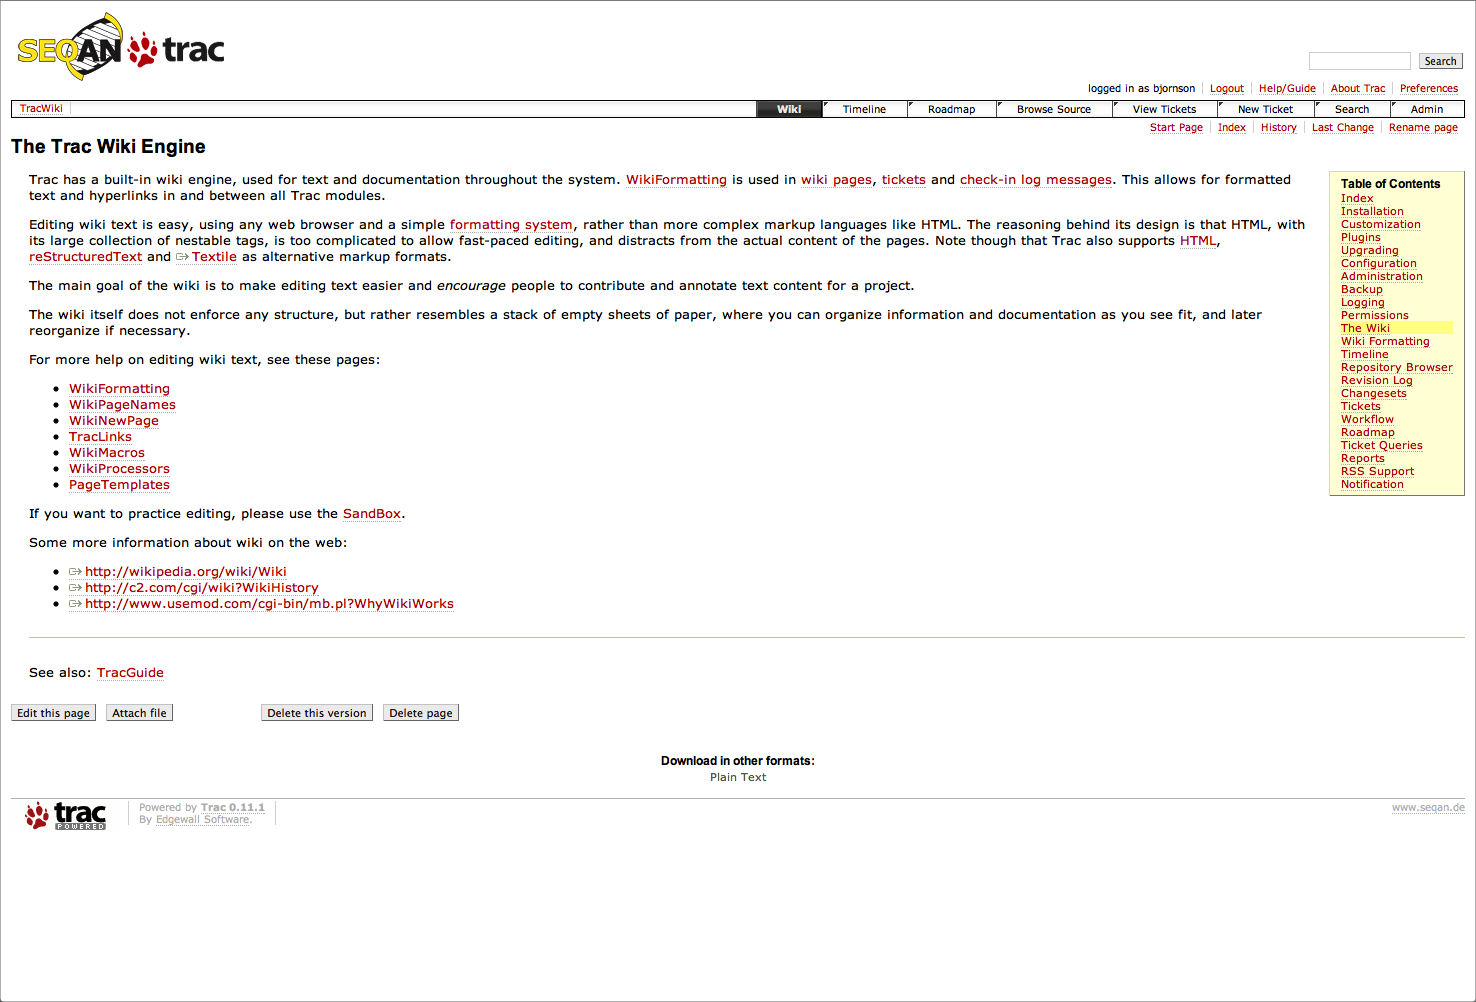 SEQAN trac
Search
logged in as bjornson Logout Help/Guide About Trac Preferences
TracWiki Wiki Timeline Roadmap Browse Source View Tickets New Ticket Search Admin
Start Page Index History Last Change Rename page
The Trac Wiki Engine
Trac has a built-in wiki engine, used for text and documentation throughout the system. WikiFormatting is used in wiki pages, tickets and check-in log messages. This allows for formatted
text and hyperlinks in and between all Trac modules.
Editing wiki text is easy, using any web browser and a simple formatting system, rather than more complex markup languages like HTML. The reasoning behind its design is that HTML, with
its large collection of nestable tags, is too complicated to allow fast-paced editing, and distracts from the actual content of the pages. Note though that Trac also supports HTML,
reStructuredText and Textile as alternative markup formats.
The main goal of the wiki is to make editing text easier and encourage people to contribute and annotate text content for a project.
The wiki itself does not enforce any structure, but rather resembles a stack of empty sheets of paper, where you can organize information and documentation as you see fit, and later
reorganize if necessary.
For more help on editing wiki text, see these pages:
WikiFormatting
WikiPageNames
WikiNewPage
TracLinks
WikiMacros
WikiProcessors
PageTemplates
If you want to practice editing, please use the SandBox.
Some more information about wiki on the web:
http://wikipedia.org/wiki/Wiki
http://c2.com/cgi/wiki?WikiHistory
http://www.usemod.com/cgi-bin/mb.pl?WhyWikiWorks
See also: TracGuide
Table of Contents
Index
Installation
Customization
Plugins
Upgrading
Configuration
Administration
Backup
Logging
Permissions
The Wiki
Wiki Formatting
Timeline
Repository Browser
Revision Log
Changesets
Tickets
Workflow
Roadmap
Ticket Queries
Reports
RSS Support
Notification
Edit this page Attach file Delete this version Delete page
Download in other formats:
Plain Text
trac POWERED
Powered by Trac 0.11.1
By Edgewall Software.
www.seqan.de